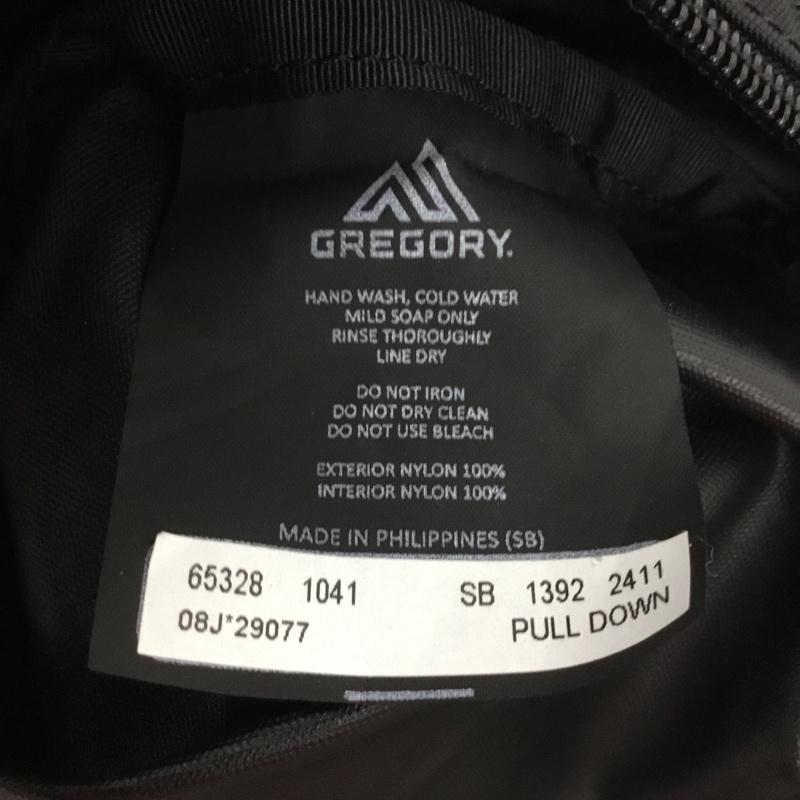 GREGORY.
HAND WASH, COLD WATER
MILD SOAP ONLY
RINSE THOROUGHLY
LINE DRY
DO NOT IRON
DO NOT DRY CLEAN
DO NOT USE BLEACH
EXTERIOR NYLON 100%
INTERIOR NYLON 100%
MADE IN PHILIPPINES (SB)
65328 1041 SB 1392 2411
08J*29077 PULL DOWN